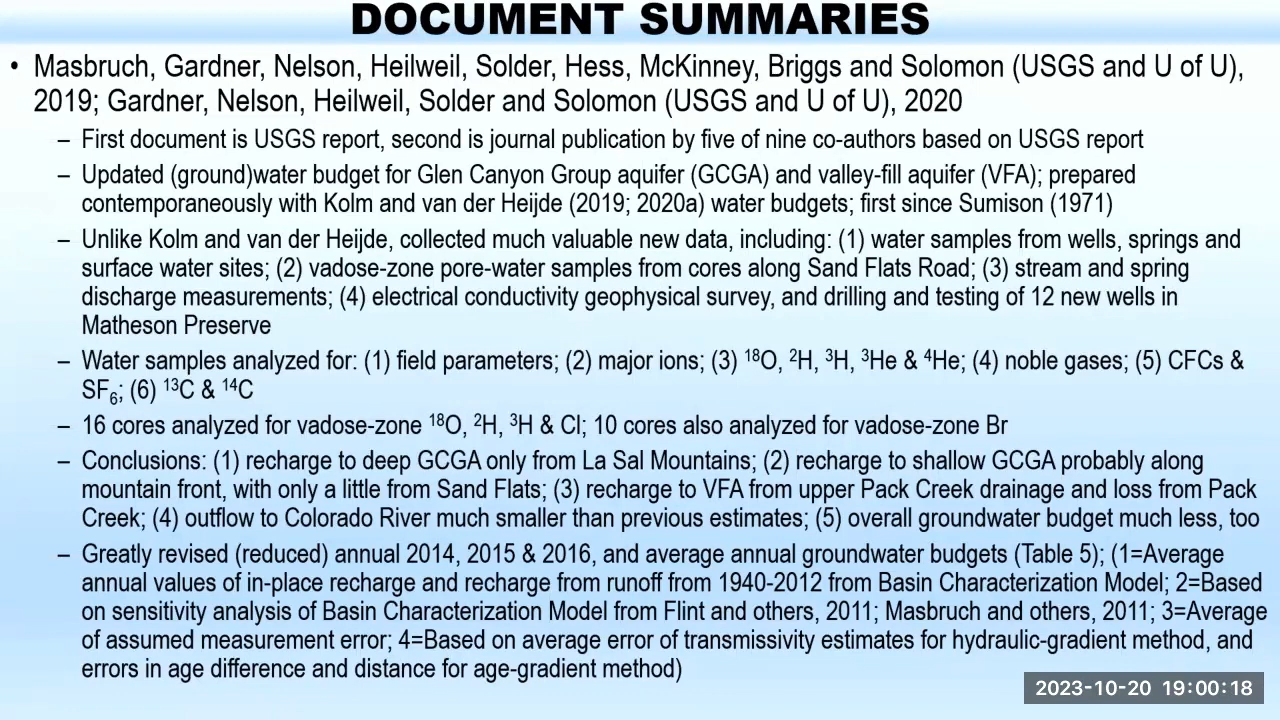 DOCUMENT SUMMARIES
• Masbruch, Gardner, Nelson, Heilweil, Solder, Hess, McKinney, Briggs and Solomon (USGS and U of U),
2019; Gardner, Nelson, Heilweil, Solder and Solomon (USGS and U of U), 2020
– First document is USGS report, second is journal publication by five of nine co-authors based on USGS report
– Updated (ground)water budget for Glen Canyon Group aquifer (GCGA) and valley-fill aquifer (VFA); prepared
contemporaneously with Kolm and van der Heijde (2019; 2020a) water budgets; first since Sumison (1971)
– Unlike Kolm and van der Heijde, collected much valuable new data, including: (1) water samples from wells, springs and
surface water sites; (2) vadose-zone pore-water samples from cores along Sand Flats Road; (3) stream and spring
discharge measurements; (4) electrical conductivity geophysical survey, and drilling and testing of 12 new wells in
Matheson Preserve
– Water samples analyzed for: (1) field parameters; (2) major ions; (3) ¹⁸O, ²H, ³H, ³He & ⁴He; (4) noble gases; (5) CFCs &
SF₆; (6) ¹³C & ¹⁴C
– 16 cores analyzed for vadose-zone ¹⁸O, ²H, ³H & Cl; 10 cores also analyzed for vadose-zone Br
– Conclusions: (1) recharge to deep GCGA only from La Sal Mountains; (2) recharge to shallow GCGA probably along
mountain front, with only a little from Sand Flats; (3) recharge to VFA from upper Pack Creek drainage and loss from Pack
Creek; (4) outflow to Colorado River much smaller than previous estimates; (5) overall groundwater budget much less, too
– Greatly revised (reduced) annual 2014, 2015 & 2016, and average annual groundwater budgets (Table 5); (1=Average
annual values of in-place recharge and recharge from runoff from 1940-2012 from Basin Characterization Model; 2=Based
on sensitivity analysis of Basin Characterization Model from Flint and others, 2011; Masbruch and others, 2011; 3=Average
of assumed measurement error; 4=Based on average error of transmissivity estimates for hydraulic-gradient method, and
errors in age difference and distance for age-gradient method)
2023-10-20 19:00:18